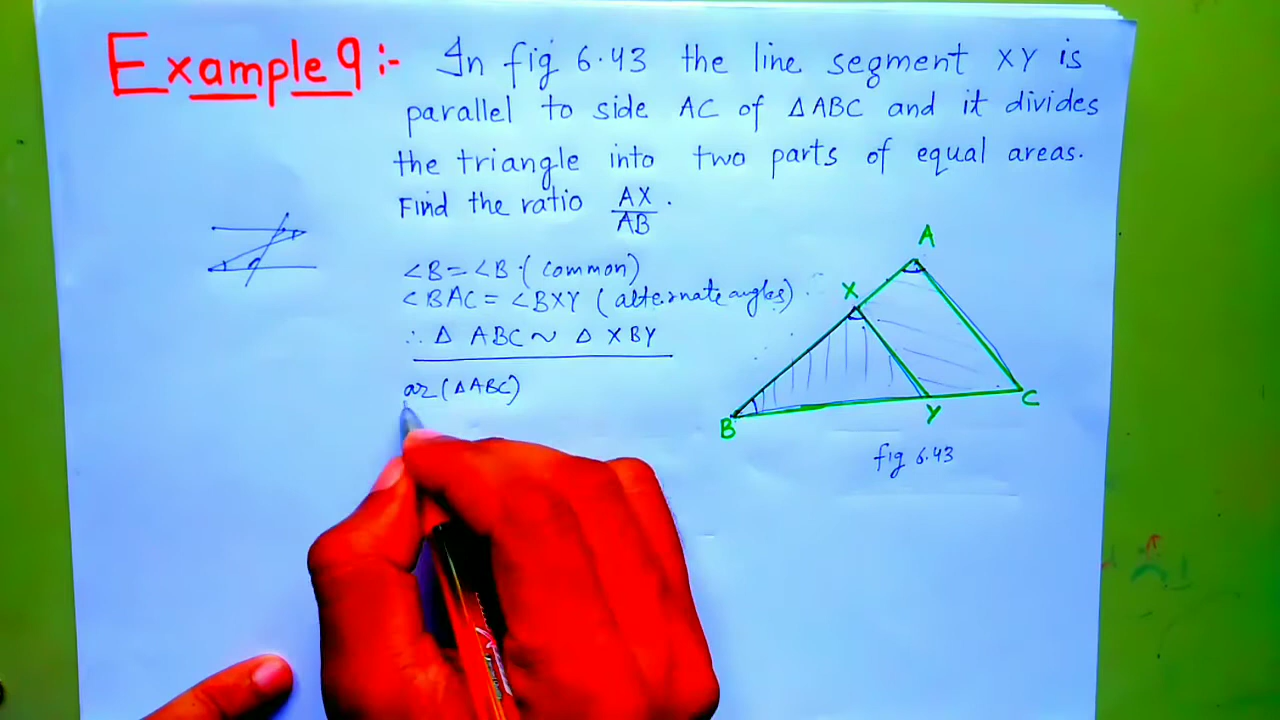 Example 9:- In fig 6.43 the line segment XY is
parallel to side AC of ΔABC and it divides
the triangle into two parts of equal areas.
Find the ratio AX/AB.
∠B = ∠B (common)
∠BAC = ∠BXY (alternate angles)
∴ Δ ABC ~ Δ XBY
ar(ΔABC)
A
X
B
Y
C
fig 6.43